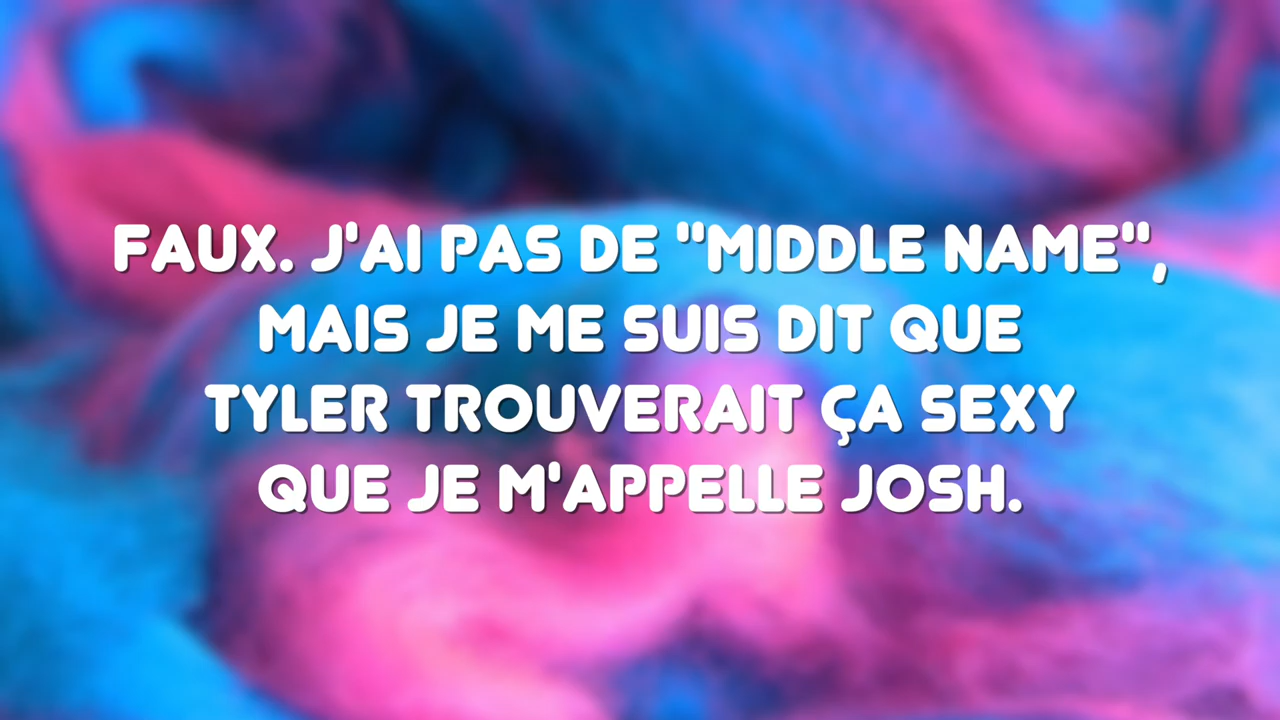 FAUX. J'AI PAS DE "MIDDLE NAME",
MAIS JE ME SUIS DIT QUE
TYLER TROUVERAIT ÇA SEXY
QUE JE M'APPELLE JOSH.